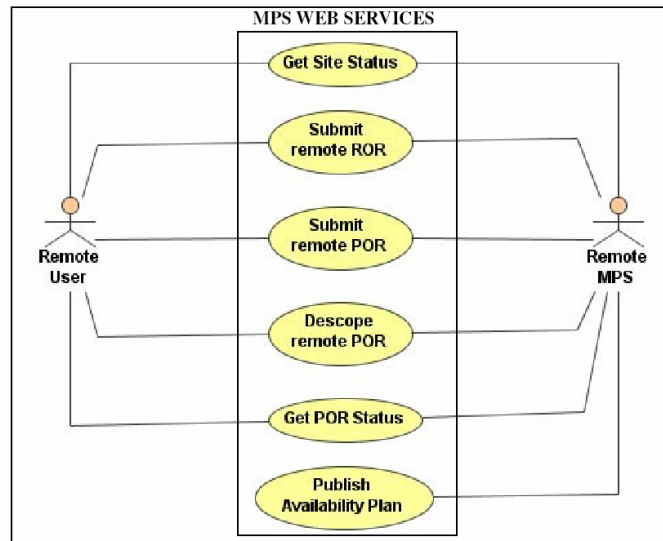 MPS WEB SERVICES
Get Site Status
Submit
remote ROR
Submit
remote POR
Remote
User
Remote
MPS
Descope
remote POR
Get POR Status
Publish
Availability Plan